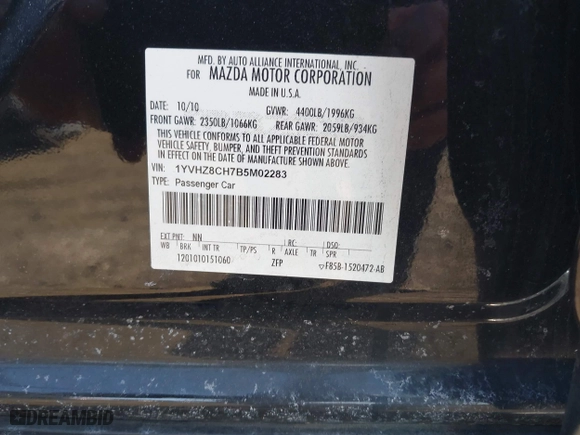 MFD. BY AUTO ALLIANCE INTERNATIONAL, INC.
FOR MAZDA MOTOR CORPORATION
MADE IN U.S.A.
DATE: 10/10 GVWR: 4400LB/1996KG
FRONT GAWR: 2350LB/1066KG REAR GAWR: 2059LB/934KG
THIS VEHICLE CONFORMS TO ALL APPLICABLE FEDERAL MOTOR
VEHICLE SAFETY, BUMPER, AND THEFT PREVENTION STANDARDS
IN EFFECT ON THE DATE OF MANUFACTURE SHOWN ABOVE.
VIN: 1YVHZ8CH7B5M02283
TYPE: Passenger Car
EXT PNT: NN RC: DSO:
WB BRK INT TR TP/PS R AXLE TR SPR
1201010151060 ZFP F85B-1520472-AB
DREAMBID